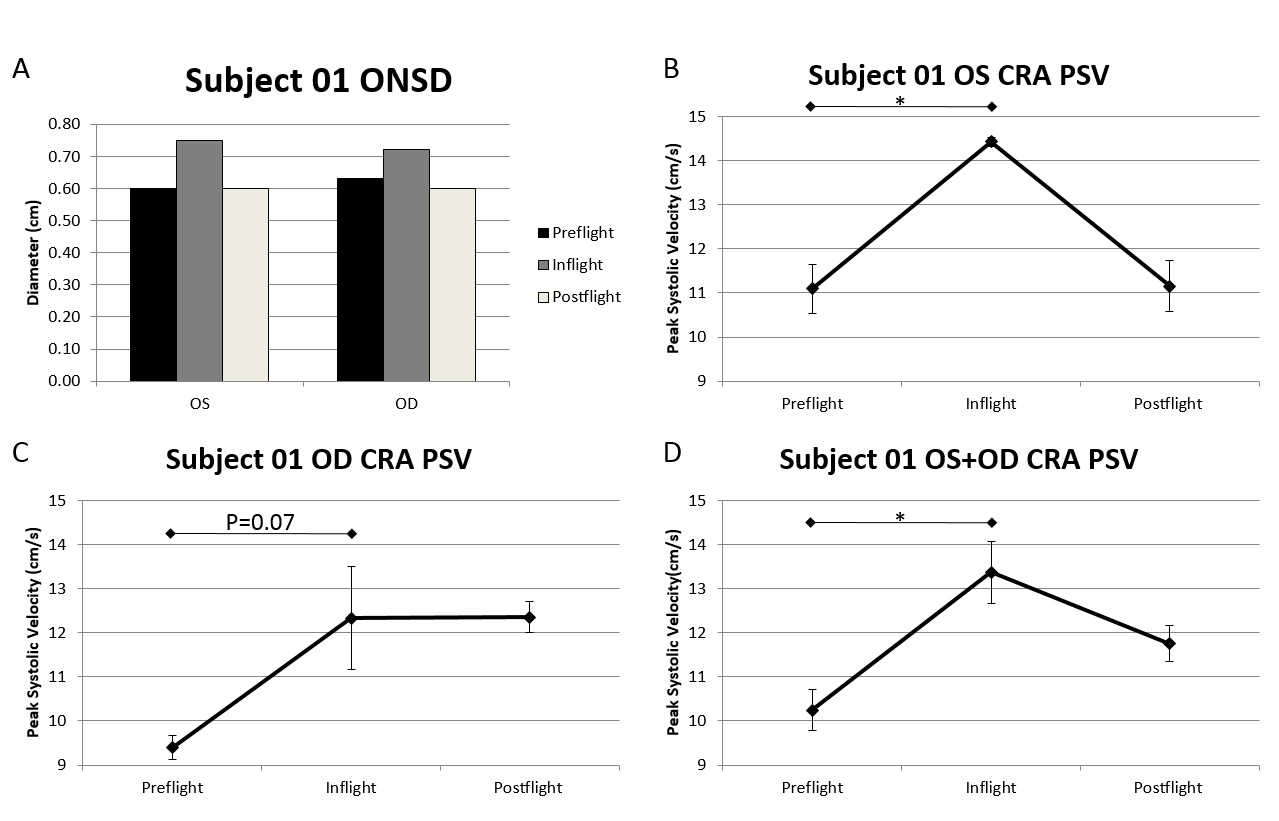 A
Subject 01 ONSD
Diameter (cm)
0.80
0.70
0.60
0.50
0.40
0.30
0.20
0.10
0.00
OS
OD
Preflight
Inflight
Postflight
B
Subject 01 OS CRA PSV
*
Peak Systolic Velocity (cm/s)
15
14
13
12
11
10
9
Preflight
Inflight
Postflight
C
Subject 01 OD CRA PSV
P=0.07
Peak Systolic Velocity (cm/s)
15
14
13
12
11
10
9
Preflight
Inflight
Postflight
D
Subject 01 OS+OD CRA PSV
*
Peak Systolic Velocity(cm/s)
15
14
13
12
11
10
9
Preflight
Inflight
Postflight